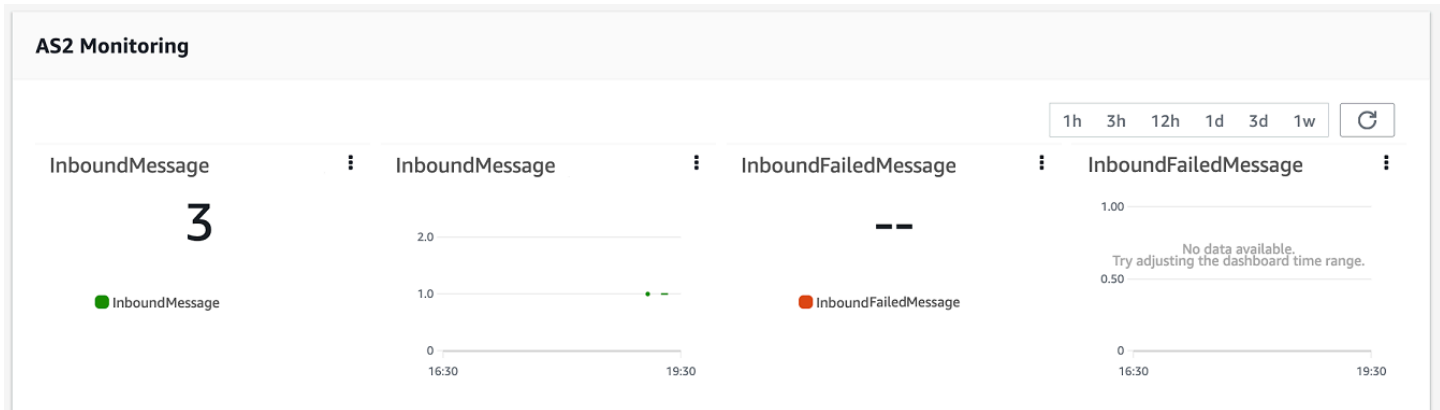 AS2 Monitoring
1h 3h 12h 1d 3d 1w
InboundMessage
3
InboundMessage
InboundMessage
2.0
1.0
0
16:30 19:30
InboundFailedMessage
--
InboundFailedMessage
InboundFailedMessage
1.00
No data available.
Try adjusting the dashboard time range.
0.50
0
16:30 19:30